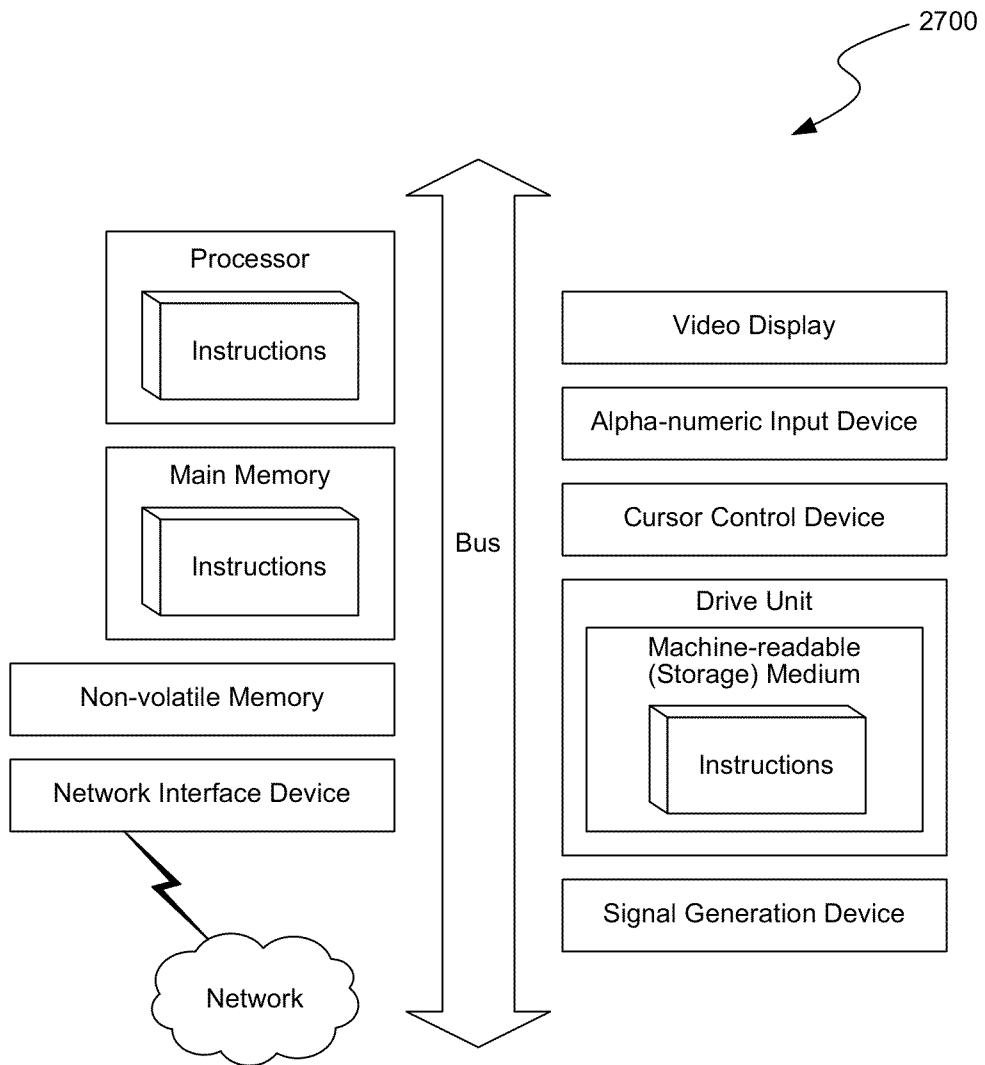 2700
Processor
Instructions
Main Memory
Instructions
Non-volatile Memory
Network Interface Device
Network
Bus
Video Display
Alpha-numeric Input Device
Cursor Control Device
Drive Unit
Machine-readable
(Storage) Medium
Instructions
Signal Generation Device